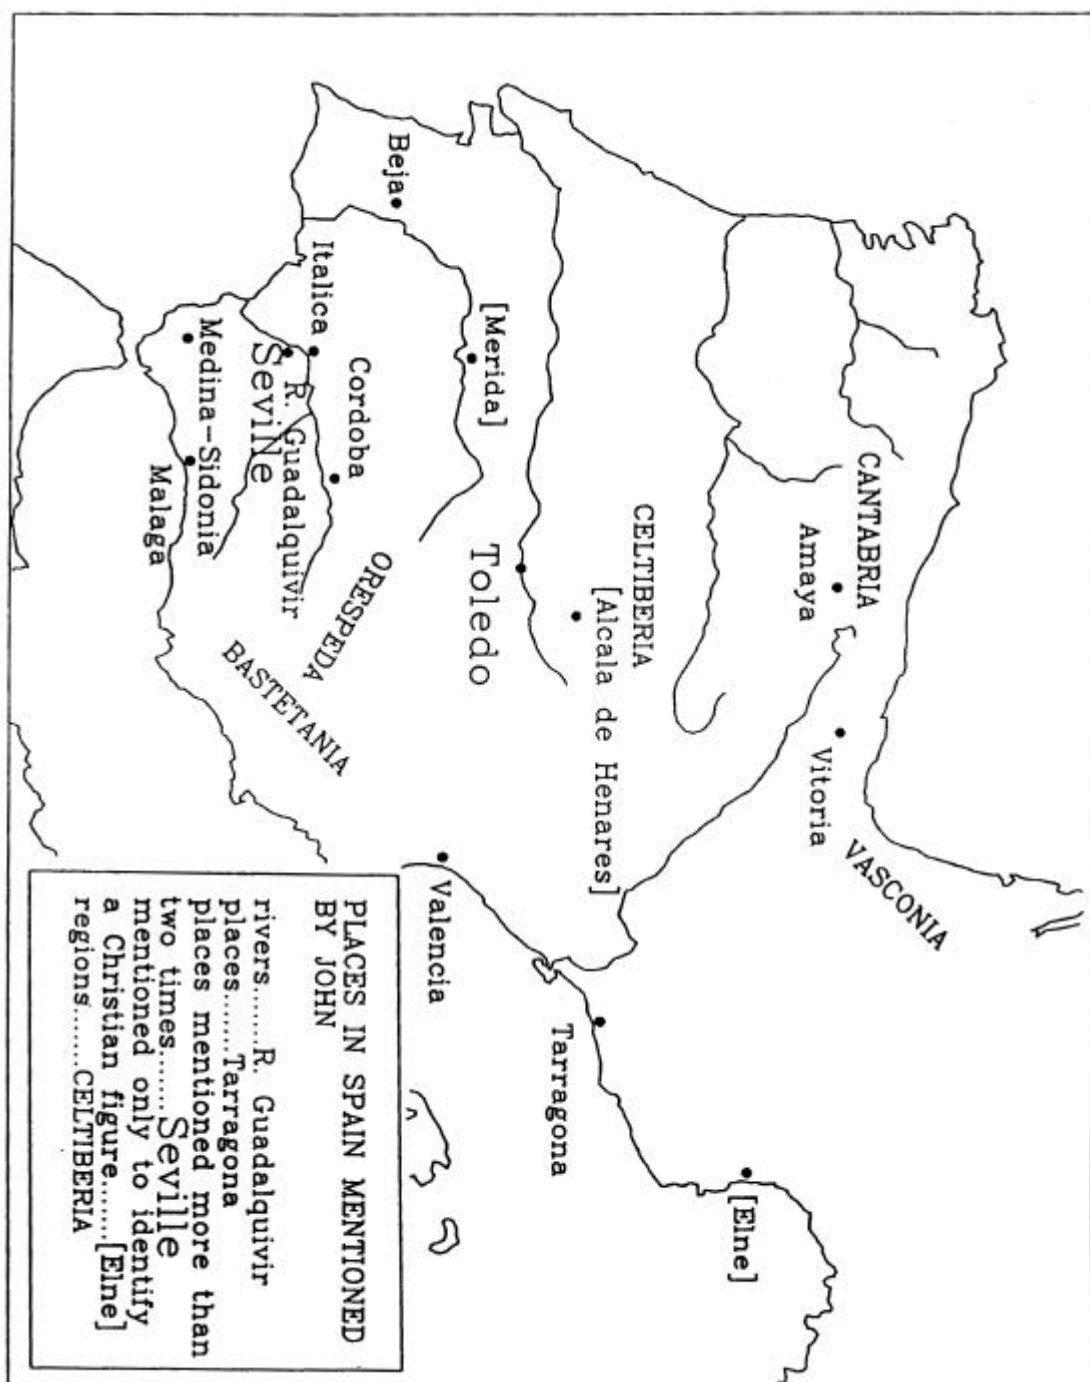 CANTABRIA
Amaya
Vitoria
VASCONIA
CELTIBERIA
[Alcala de Henares]
Toledo
[Merida]
Beja
ORESPEDA
BASTETANIA
Cordoba
Italica
R. Guadalquivir
Seville
Medina-Sidonia
Malaga
[Elne]
Tarragona
Valencia
PLACES IN SPAIN MENTIONED
BY JOHN
rivers.......R. Guadalquivir
places.......Tarragona
places mentioned more than
two times.......Seville
mentioned only to identify
a Christian figure......[Elne]
regions......CELTIBERIA